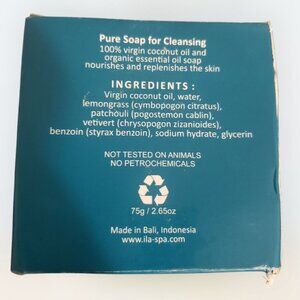 Pure Soap for Cleansing
100% virgin coconut oil and
organic essential oil soap
nourishes and replenishes the skin
INGREDIENTS :
Virgin coconut oil, water,
lemongrass (cymbopogon citratus),
patchouli (pogostemon cablin),
vetivert (chrysopogon zizanioides),
benzoin (styrax benzoin), sodium hydrate, glycerin
NOT TESTED ON ANIMALS
NO PETROCHEMICALS
75g / 2.65oz
Made in Bali, Indonesia
www.ila-spa.com